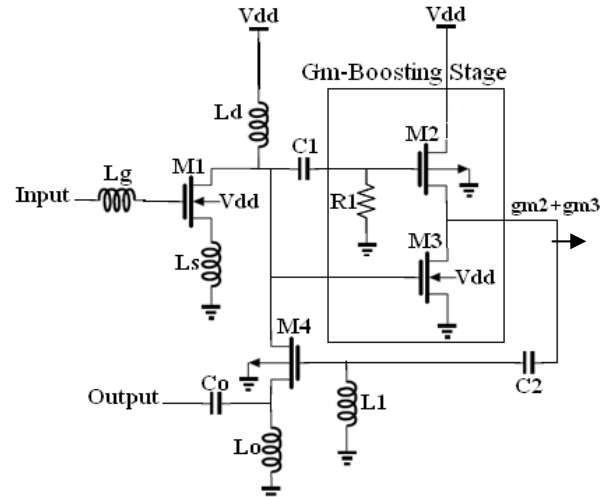 Vdd
Vdd
Gm-Boosting Stage
Ld
C1
M2
Lg
M1
Input
Vdd
R1
gm2+gm3
Ls
M3
Vdd
M4
Co
C2
Output
L1
Lo